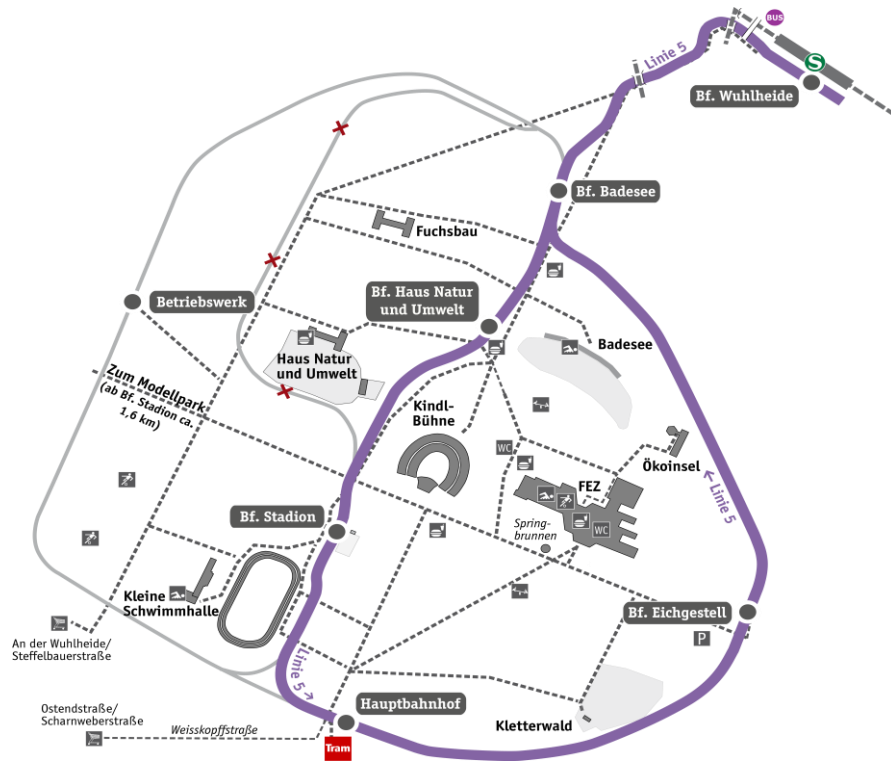 BUS
Linie 5
S
Bf. Wuhlheide
Bf. Badesee
Fuchsbau
Betriebswerk
Bf. Haus Natur
und Umwelt
Badesee
Haus Natur
und Umwelt
Zum Modellpark
(ab Bf. Stadion ca.
1,6 km)
Kindl-
Bühne
WC
Ökoinsel
FEZ
← Linie 5
Bf. Stadion
Spring-
brunnen
WC
Kleine
Schwimmhalle
Bf. Eichgestell
P
An der Wuhlheide/
Steffelbauerstraße
Linie 5 →
Hauptbahnhof
Ostendstraße/
Scharnweberstraße
Weisskopffstraße
Kletterwald
Tram